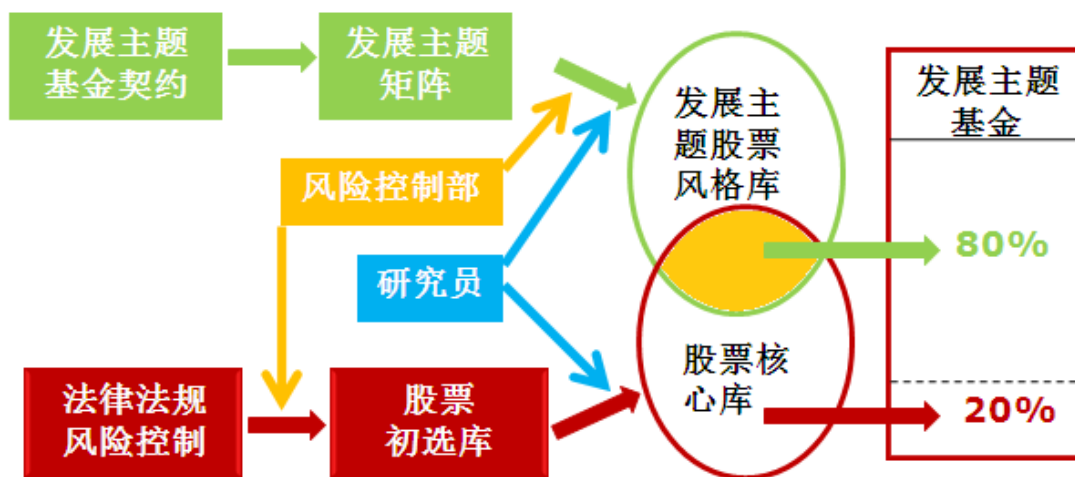 发展主题
基金契约
发展主题
矩阵
发展主
题股票
风格库
发展主题
基金
风险控制部
80%
研究员
法律法规
风险控制
股票
初选库
股票核
心库
20%